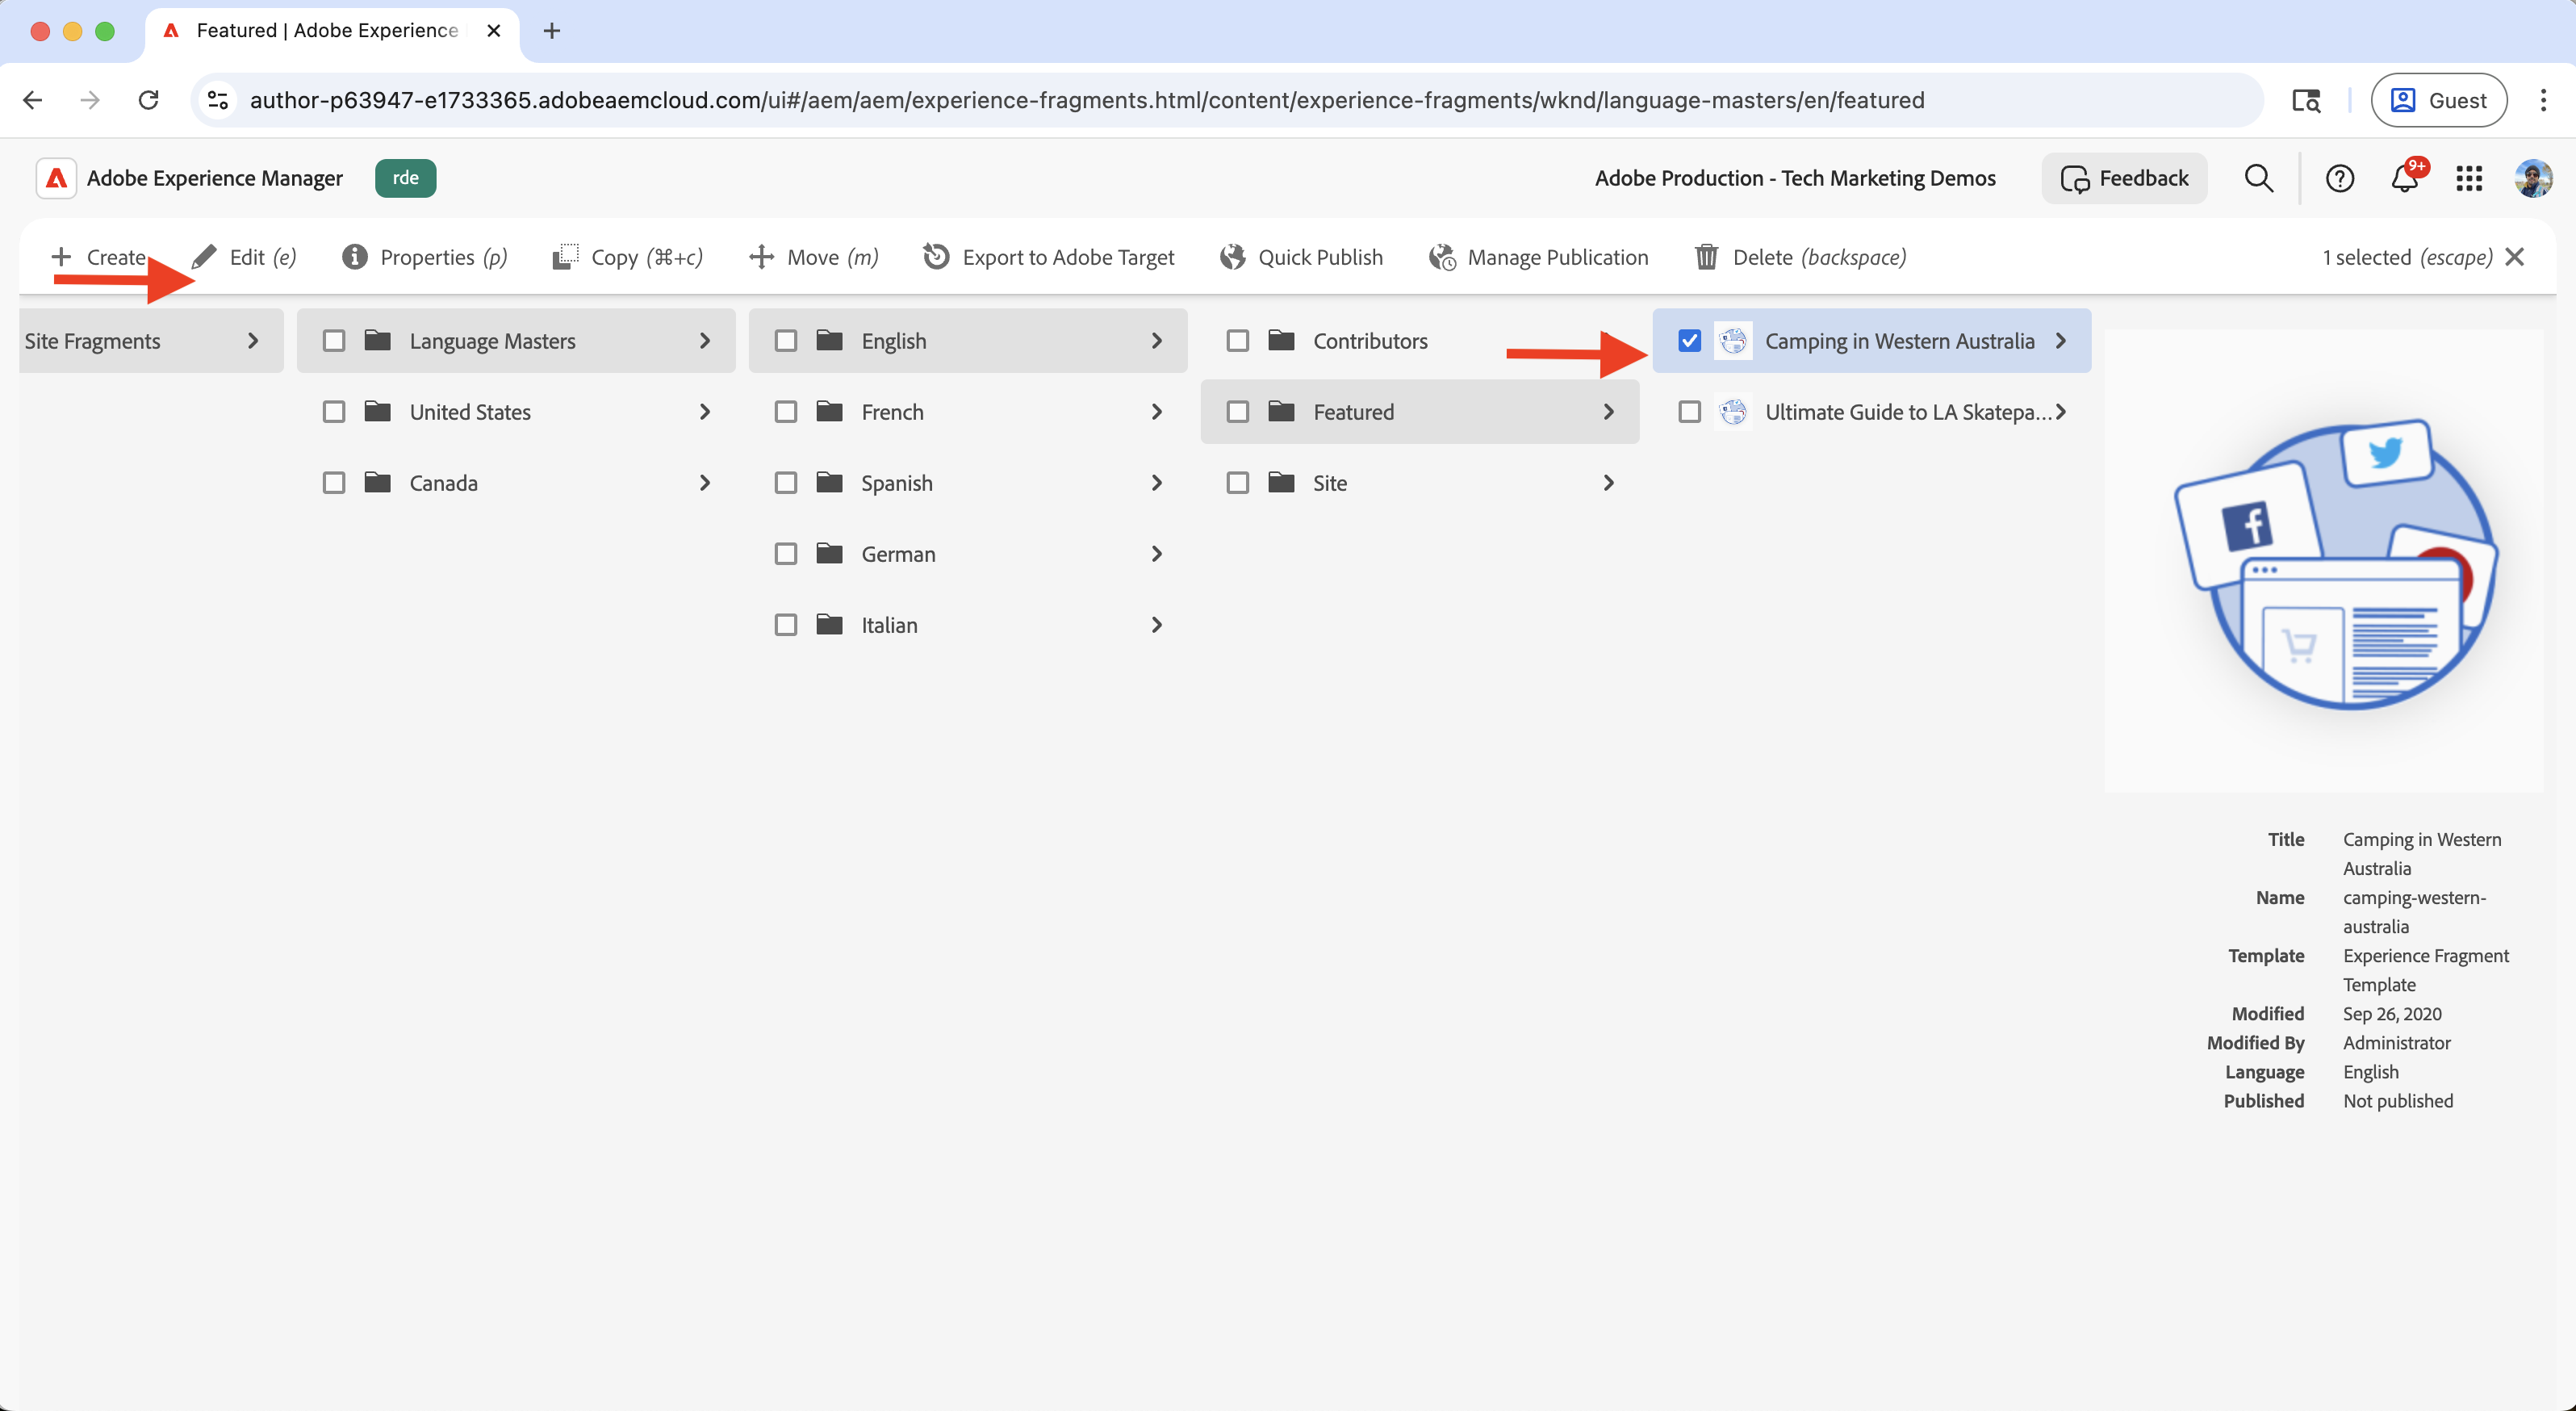 Featured | Adobe Experience
author-p63947-e1733365.adobeaemcloud.com/ui#/aem/aem/experience-fragments.html/content/experience-fragments/wknd/language-masters/en/featured
Guest
Adobe Experience Manager
rde
Adobe Production - Tech Marketing Demos
Feedback
9+
Create
Edit (e)
Properties (p)
Copy (⌘+c)
Move (m)
Export to Adobe Target
Quick Publish
Manage Publication
Delete (backspace)
1 selected (escape)
Site Fragments
Language Masters
United States
Canada
English
French
Spanish
German
Italian
Contributors
Featured
Site
Camping in Western Australia
Ultimate Guide to LA Skatepa...
Title Camping in Western
Australia
Name camping-western-
australia
Template Experience Fragment
Template
Modified Sep 26, 2020
Modified By Administrator
Language English
Published Not published